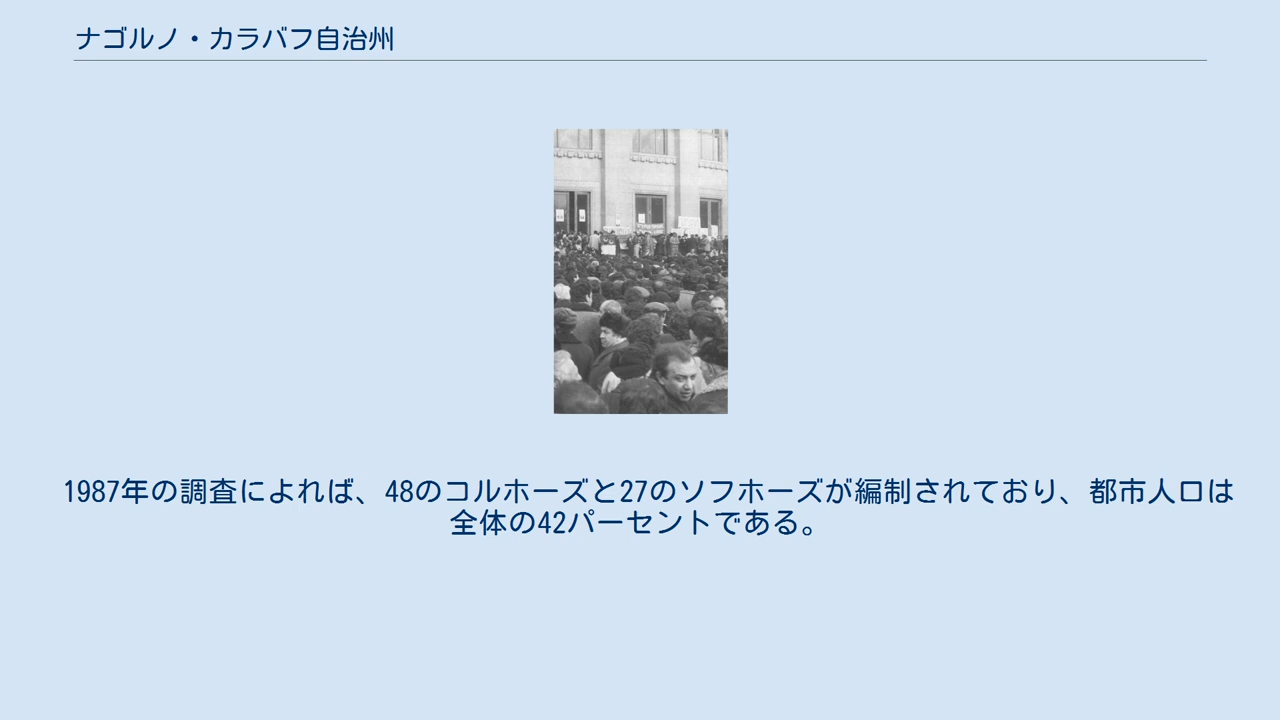 ナゴルノ・カラバフ自治州
1987年の調査によれば、48のコルホーズと27のソフホーズが編制されており、都市人口は
全体の42パーセントである。